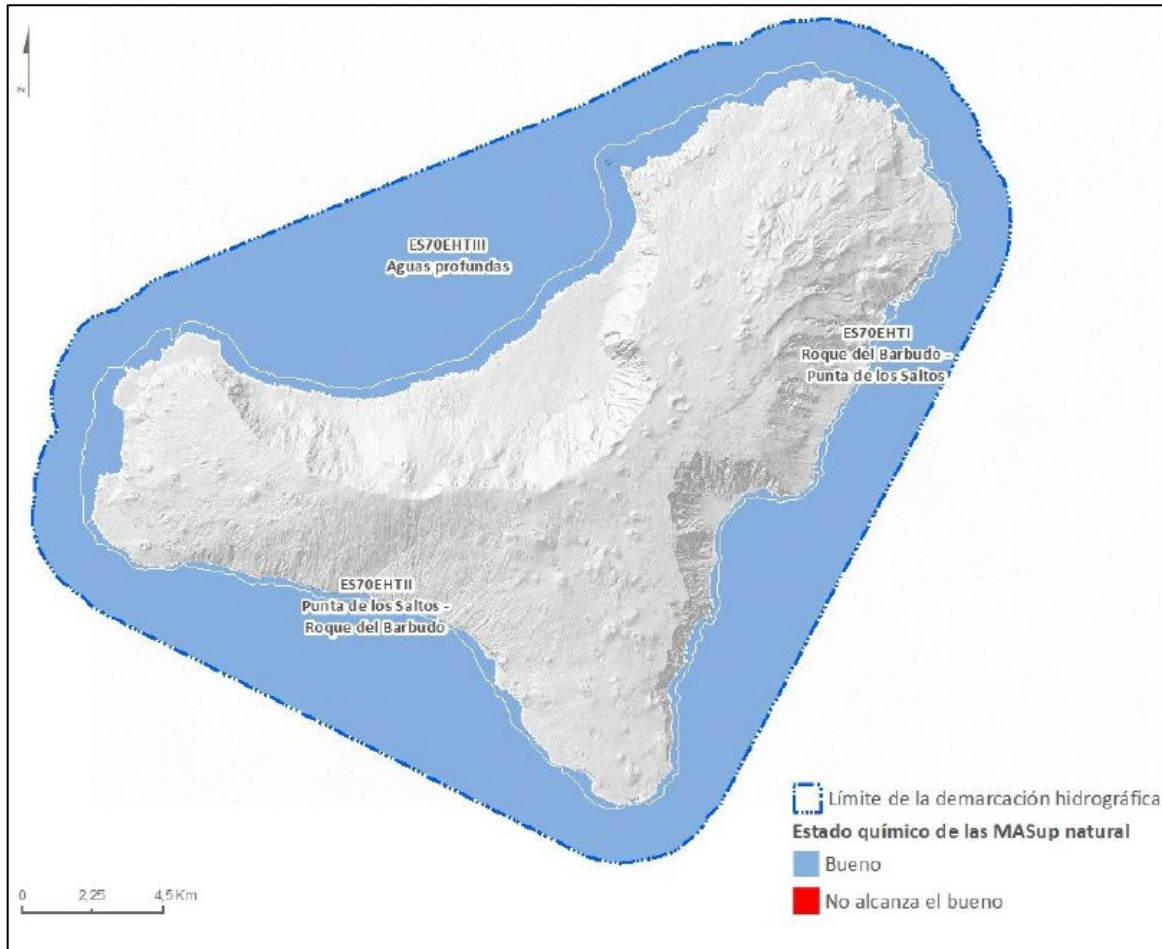 N
ES70EHTIII
Aguas profundas
ES70EHTI
Roque del Barbudo -
Punta de los Saltos
ES70EHTII
Punta de los Saltos -
Roque del Barbudo
Límite de la demarcación hidrográfica
Estado químico de las MASup natural
Bueno
No alcanza el bueno
0 2,25 4,5 Km